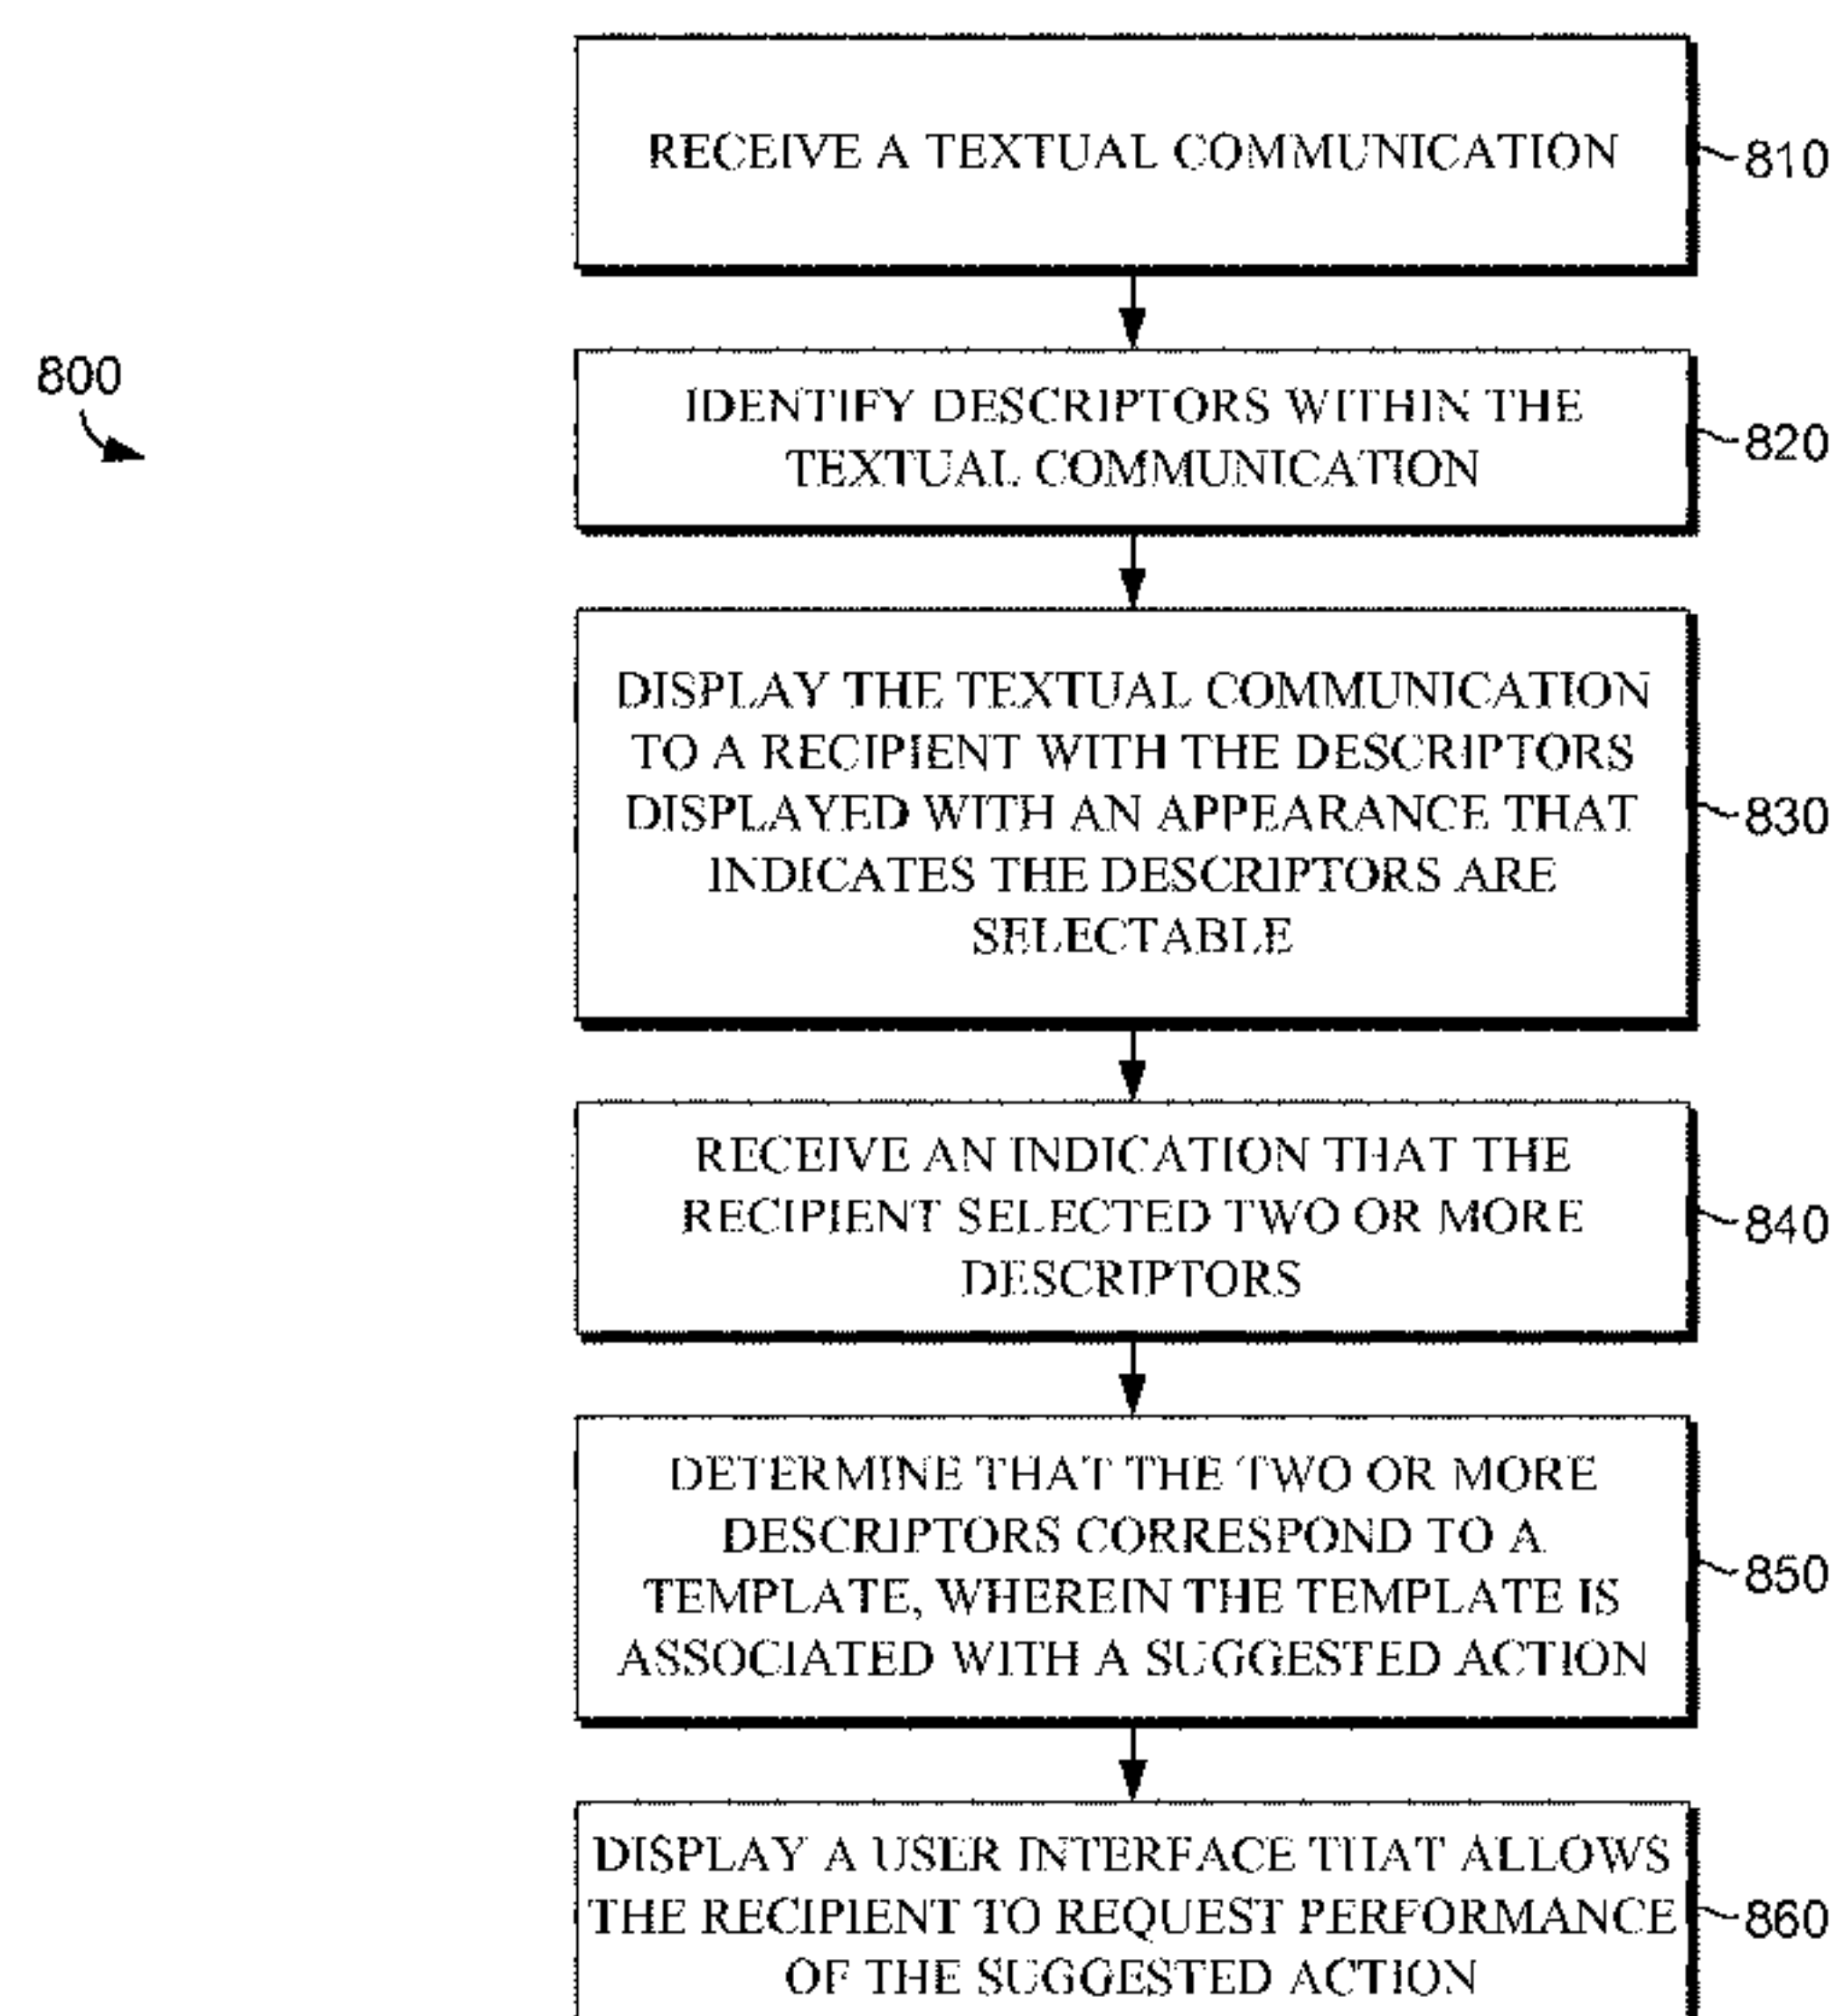 RECEIVE A TEXTUAL COMMUNICATION
810
800
IDENTIFY DESCRIPTORS WITHIN THE
TEXTUAL COMMUNICATION
820
DISPLAY THE TEXTUAL COMMUNICATION
TO A RECIPIENT WITH THE DESCRIPTORS
DISPLAYED WITH AN APPEARANCE THAT
INDICATES THE DESCRIPTORS ARE
SELECTABLE
830
RECEIVE AN INDICATION THAT THE
RECIPIENT SELECTED TWO OR MORE
DESCRIPTORS
840
DETERMINE THAT THE TWO OR MORE
DESCRIPTORS CORRESPOND TO A
TEMPLATE, WHEREIN THE TEMPLATE IS
ASSOCIATED WITH A SUGGESTED ACTION
850
DISPLAY A USER INTERFACE THAT ALLOWS
THE RECIPIENT TO REQUEST PERFORMANCE
OF THE SUGGESTED ACTION
860